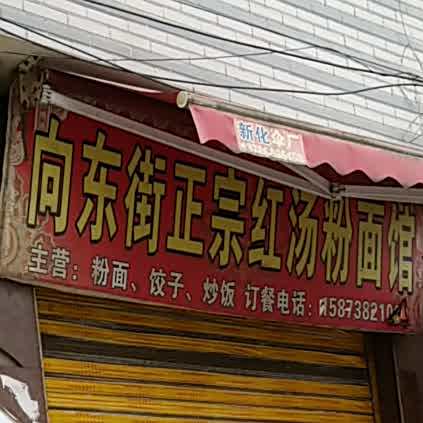 新化伞厂
向东街正宗红汤粉面馆
主营：粉面、饺子、炒饭 订餐电话：